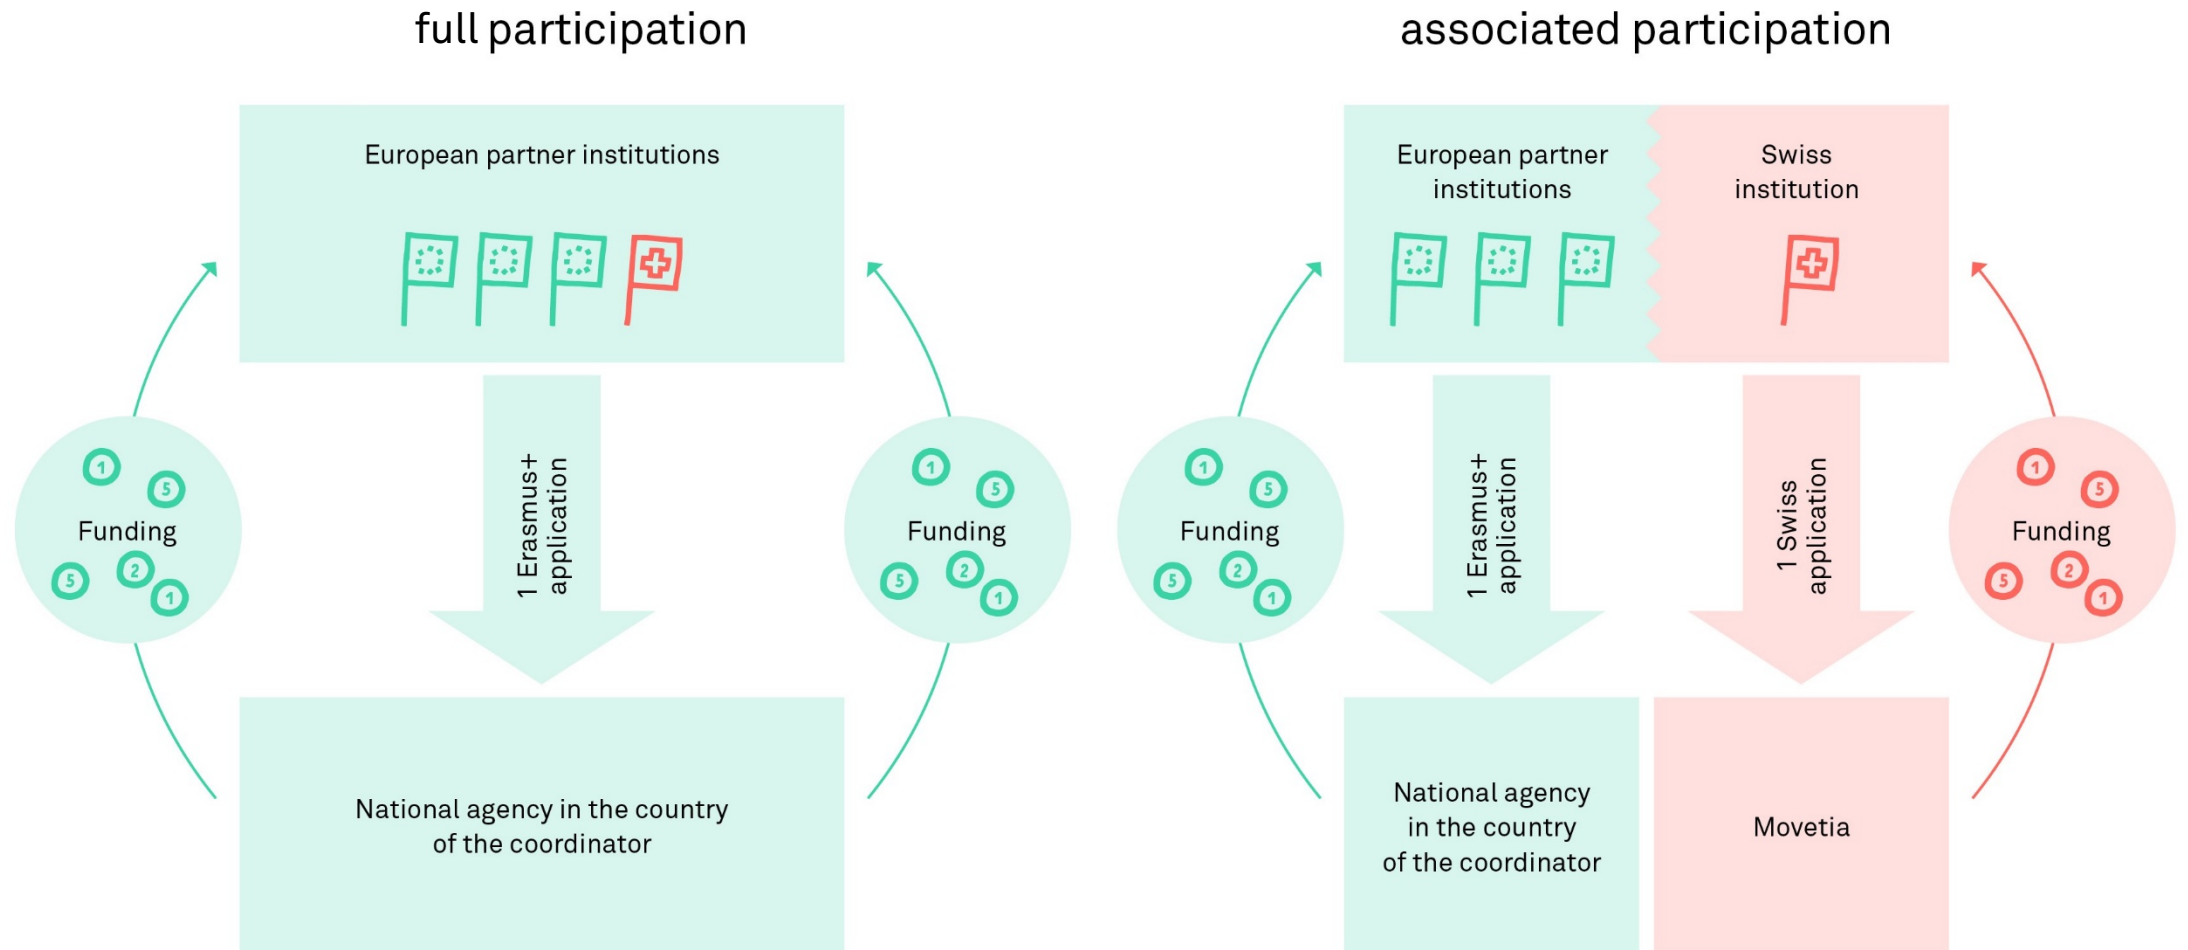 full participation
European partner institutions
1 Erasmus+
application
1
5
Funding
5
2
1
1
5
Funding
5
2
1
National agency in the country
of the coordinator
associated participation
European partner
institutions
Swiss
institution
1 Erasmus+
application
1 Swiss
application
1
5
Funding
5
2
1
1
5
Funding
5
2
1
National agency
in the country
of the coordinator
Movetia